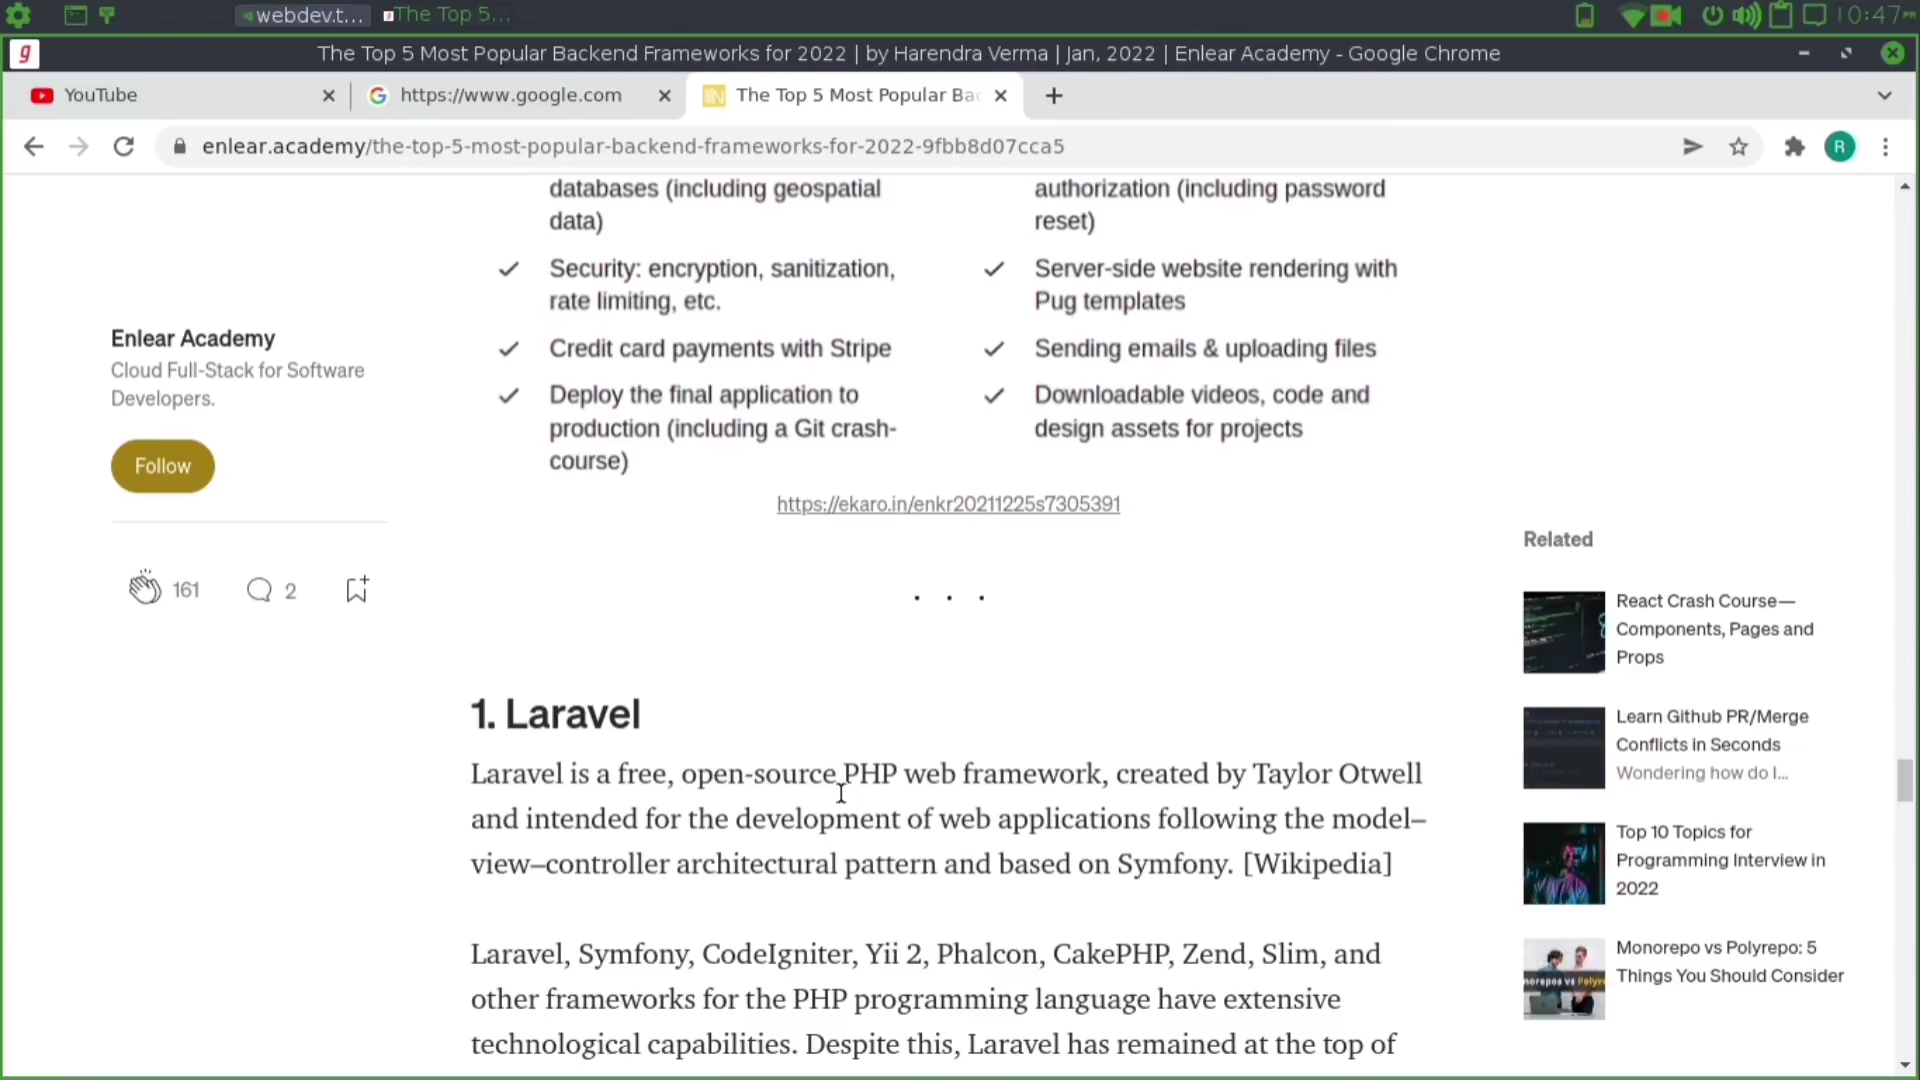 webdev.t...
The Top 5...
10:47PM
g
The Top 5 Most Popular Backend Frameworks for 2022 | by Harendra Verma | Jan, 2022 | Enlear Academy - Google Chrome
YouTube
https://www.google.com
The Top 5 Most Popular Bac
enlear.academy/the-top-5-most-popular-backend-frameworks-for-2022-9fbb8d07cca5
R
databases (including geospatial
data)
Security: encryption, sanitization,
rate limiting, etc.
Credit card payments with Stripe
Deploy the final application to
production (including a Git crash-
course)
authorization (including password
reset)
Server-side website rendering with
Pug templates
Sending emails & uploading files
Downloadable videos, code and
design assets for projects
https://ekaro.in/enkr20211225s7305391
Enlear Academy
Cloud Full-Stack for Software
Developers.
Follow
161
2
. . .
1. Laravel
Laravel is a free, open-source PHP web framework, created by Taylor Otwell
and intended for the development of web applications following the model–
view–controller architectural pattern and based on Symfony. [Wikipedia]
Laravel, Symfony, CodeIgniter, Yii 2, Phalcon, CakePHP, Zend, Slim, and
other frameworks for the PHP programming language have extensive
technological capabilities. Despite this, Laravel has remained at the top of
Related
React Crash Course—
Components, Pages and
Props
Learn Github PR/Merge
Conflicts in Seconds
Wondering how do I...
Top 10 Topics for
Programming Interview in
2022
Monorepo vs Polyrepo: 5
Things You Should Consider